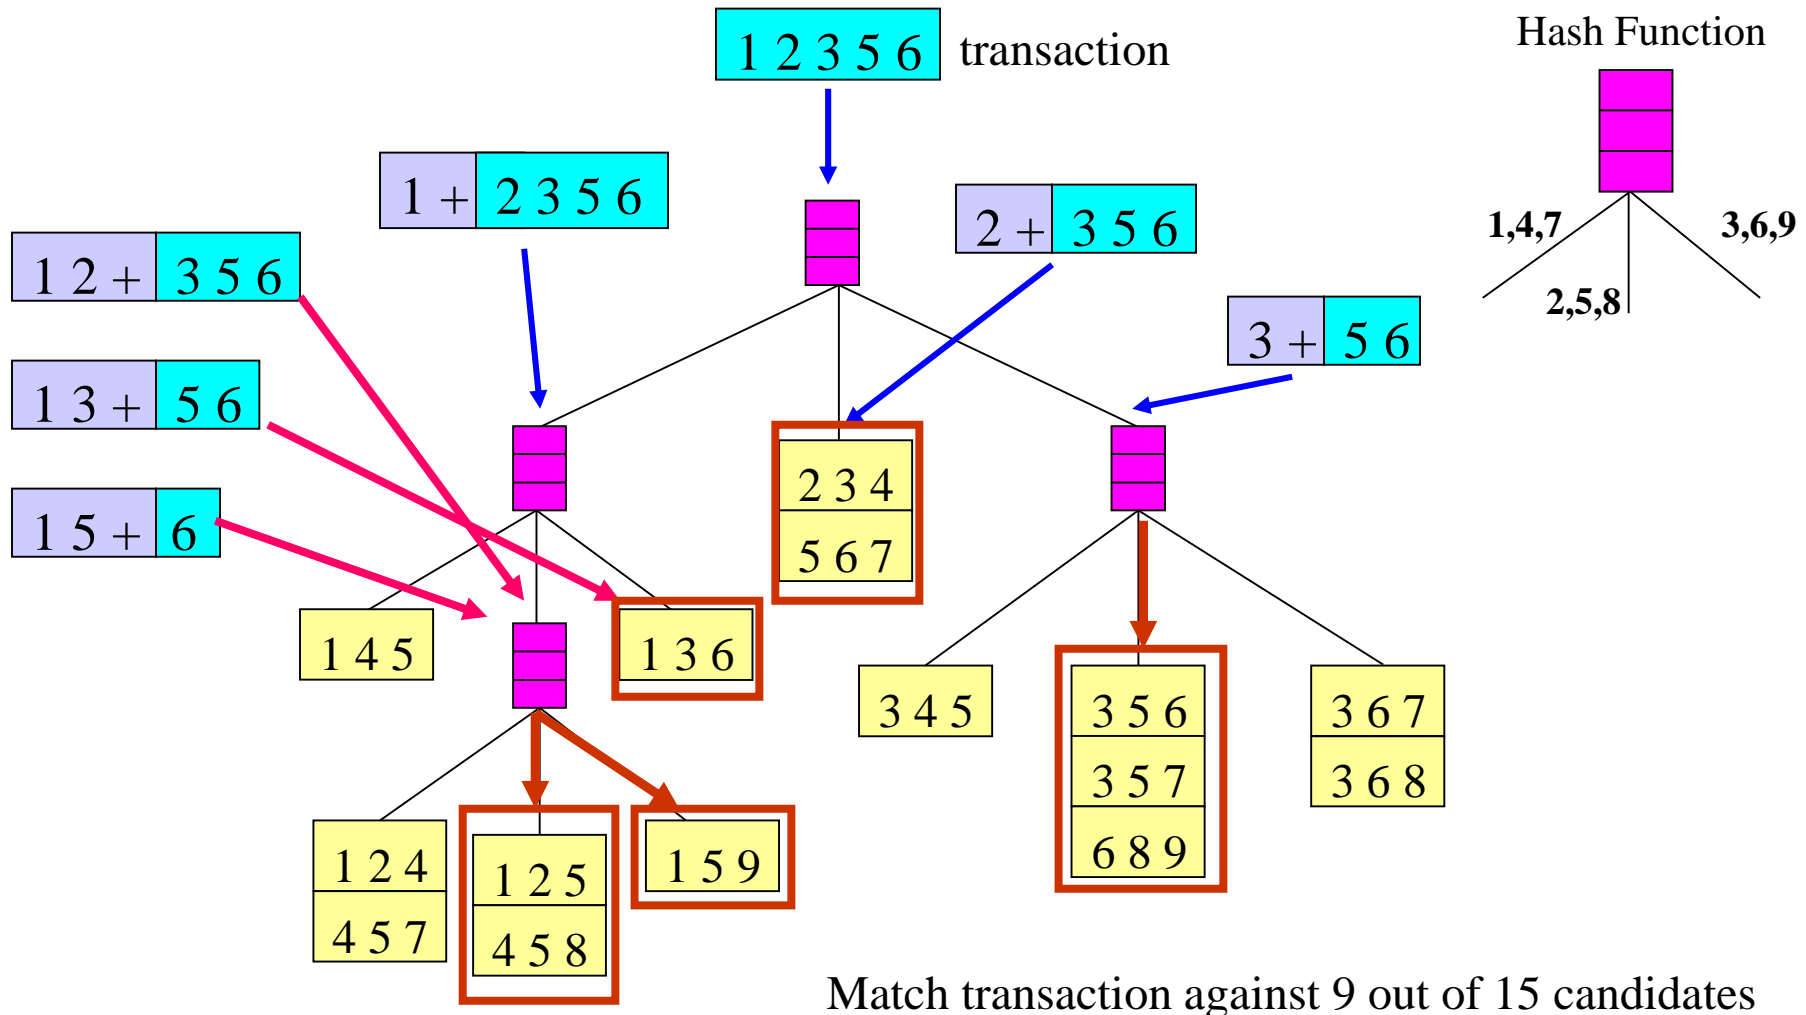 1 2 3 5 6 transaction
Hash Function
1,4,7
3,6,9
2,5,8
1 + 2 3 5 6
2 + 3 5 6
1 2 + 3 5 6
3 + 5 6
1 3 + 5 6
1 5 + 6
2 3 4
5 6 7
1 4 5
1 3 6
3 4 5
3 5 6
3 5 7
6 8 9
3 6 7
3 6 8
1 2 4
4 5 7
1 2 5
4 5 8
1 5 9
Match transaction against 9 out of 15 candidates